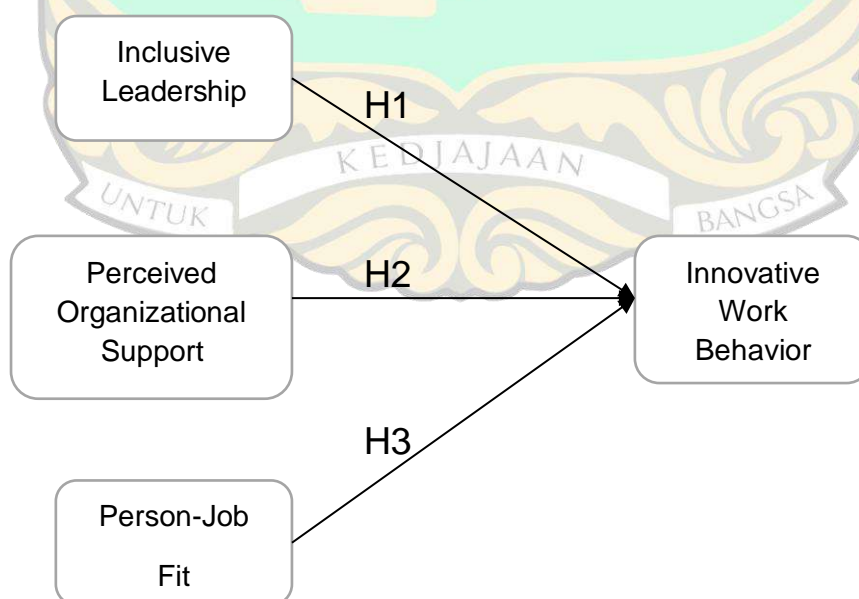 Inclusive
Leadership
H1
KEDJAJAAN
UNTUK
BANGSA
Perceived
Organizational
Support
H2
Innovative
Work
Behavior
H3
Person-Job
Fit